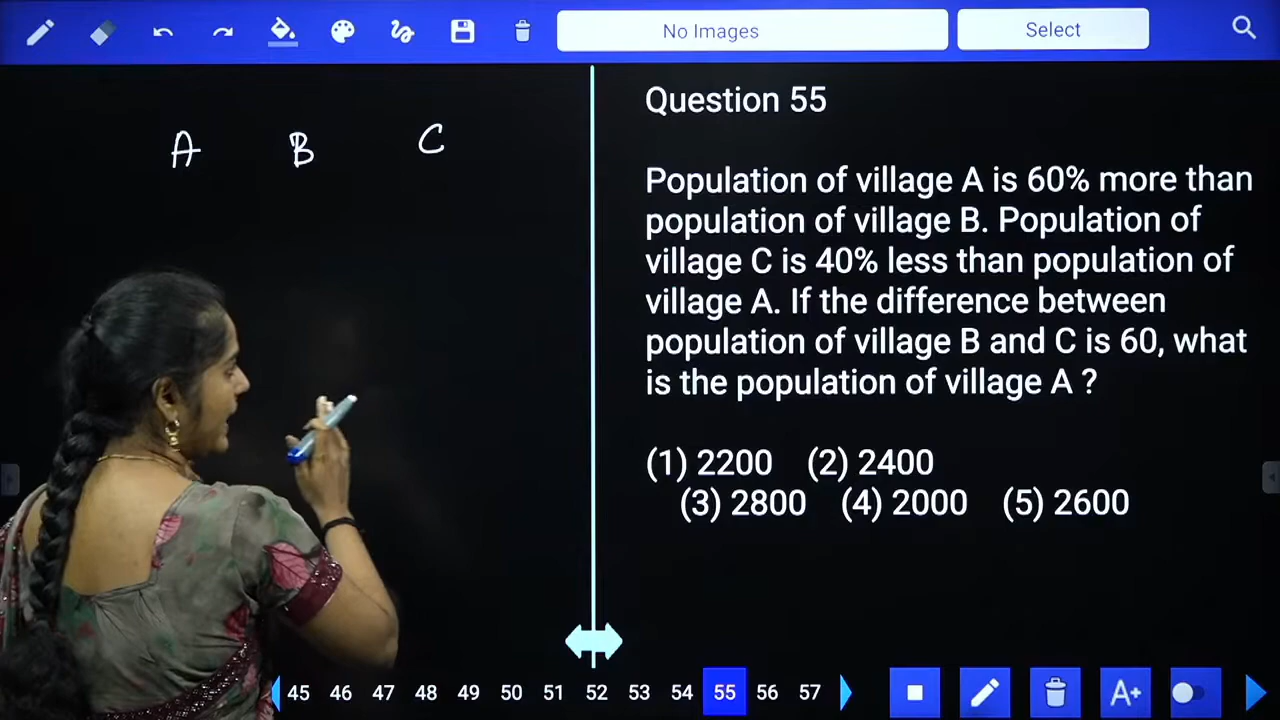 No Images
Select
A B C
Question 55
Population of village A is 60% more than
population of village B. Population of
village C is 40% less than population of
village A. If the difference between
population of village B and C is 60, what
is the population of village A ?
(1) 2200 (2) 2400
(3) 2800 (4) 2000 (5) 2600
45 46 47 48 49 50 51 52 53 54 55 56 57
A+